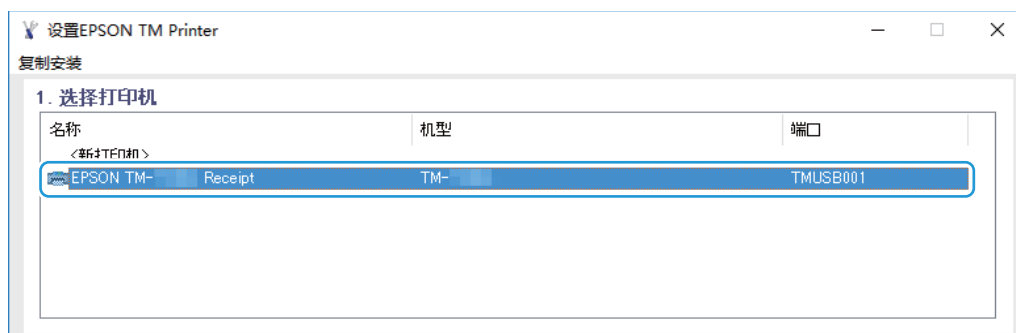 设置EPSON TM Printer
复制安装
1. 选择打印机
名称 机型 端口
<新打印机>
EPSON TM- Receipt TM- TMUSB001